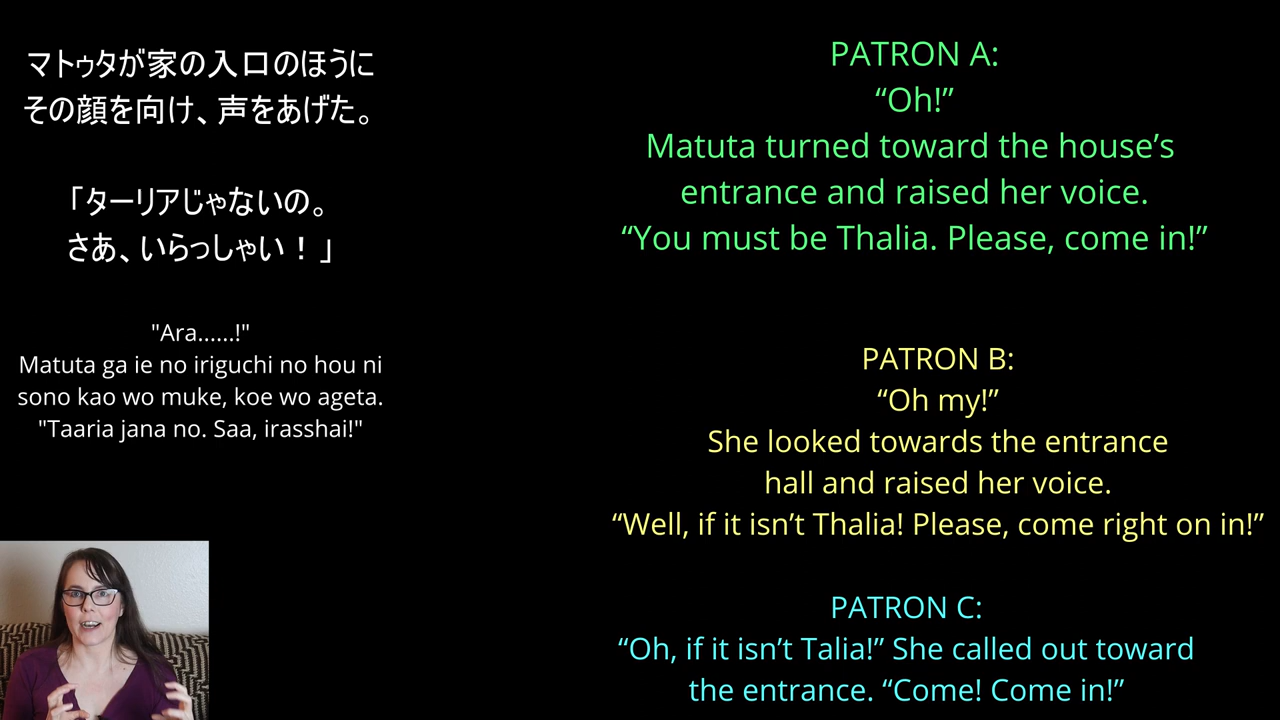 マトゥタが家の入口のほうに
その顔を向け、声をあげた。
「ターリアじゃないの。
さあ、いらっしゃい！」
"Ara......!"
Matuta ga ie no iriguchi no hou ni
sono kao wo muke, koe wo ageta.
"Taaria jana no. Saa, irasshai!"
PATRON A:
“Oh!”
Matuta turned toward the house’s
entrance and raised her voice.
“You must be Thalia. Please, come in!”
PATRON B:
“Oh my!”
She looked towards the entrance
hall and raised her voice.
“Well, if it isn’t Thalia! Please, come right on in!”
PATRON C:
“Oh, if it isn’t Talia!” She called out toward
the entrance. “Come! Come in!”